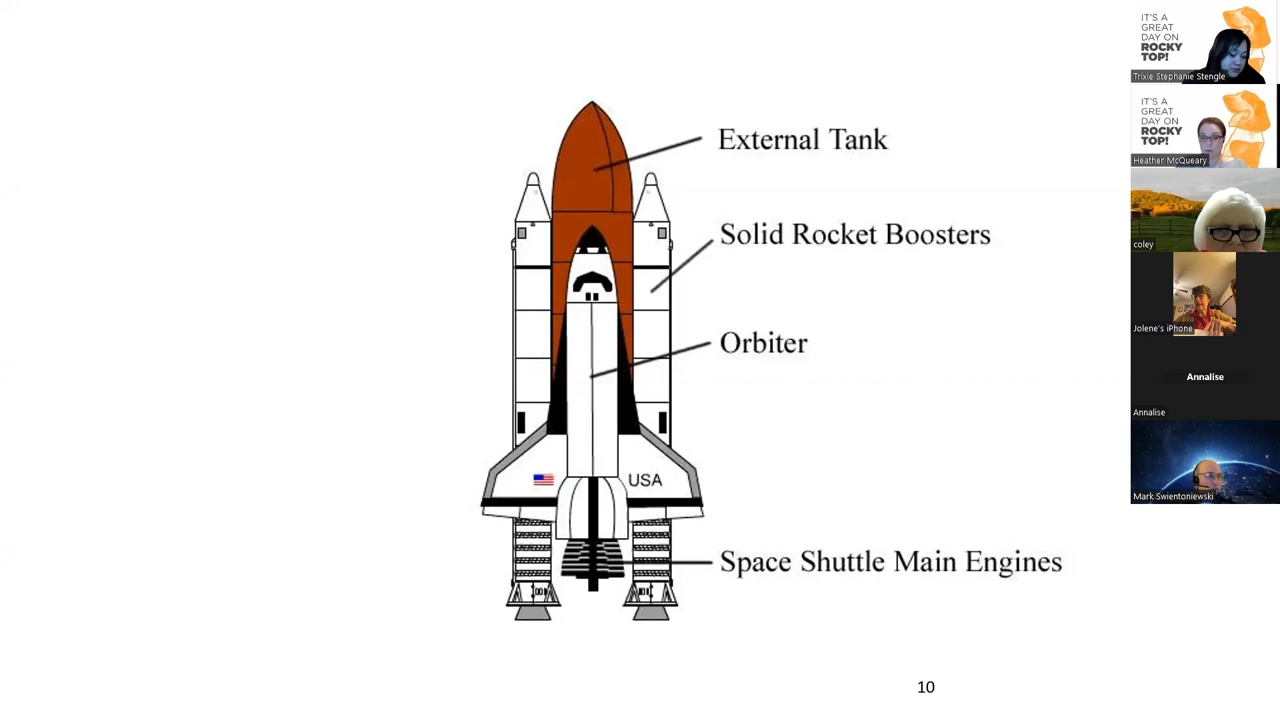 External Tank
Solid Rocket Boosters
Orbiter
USA
Space Shuttle Main Engines
10
IT'S A
GREAT
DAY ON
ROCKY
TOP!
Trixie Stephanie Stengle
IT'S A
GREAT
DAY ON
ROCKY
TOP!
Heather McQueary
coley
Jolene's iPhone
Annalise
Annalise
Mark Swientoniewski